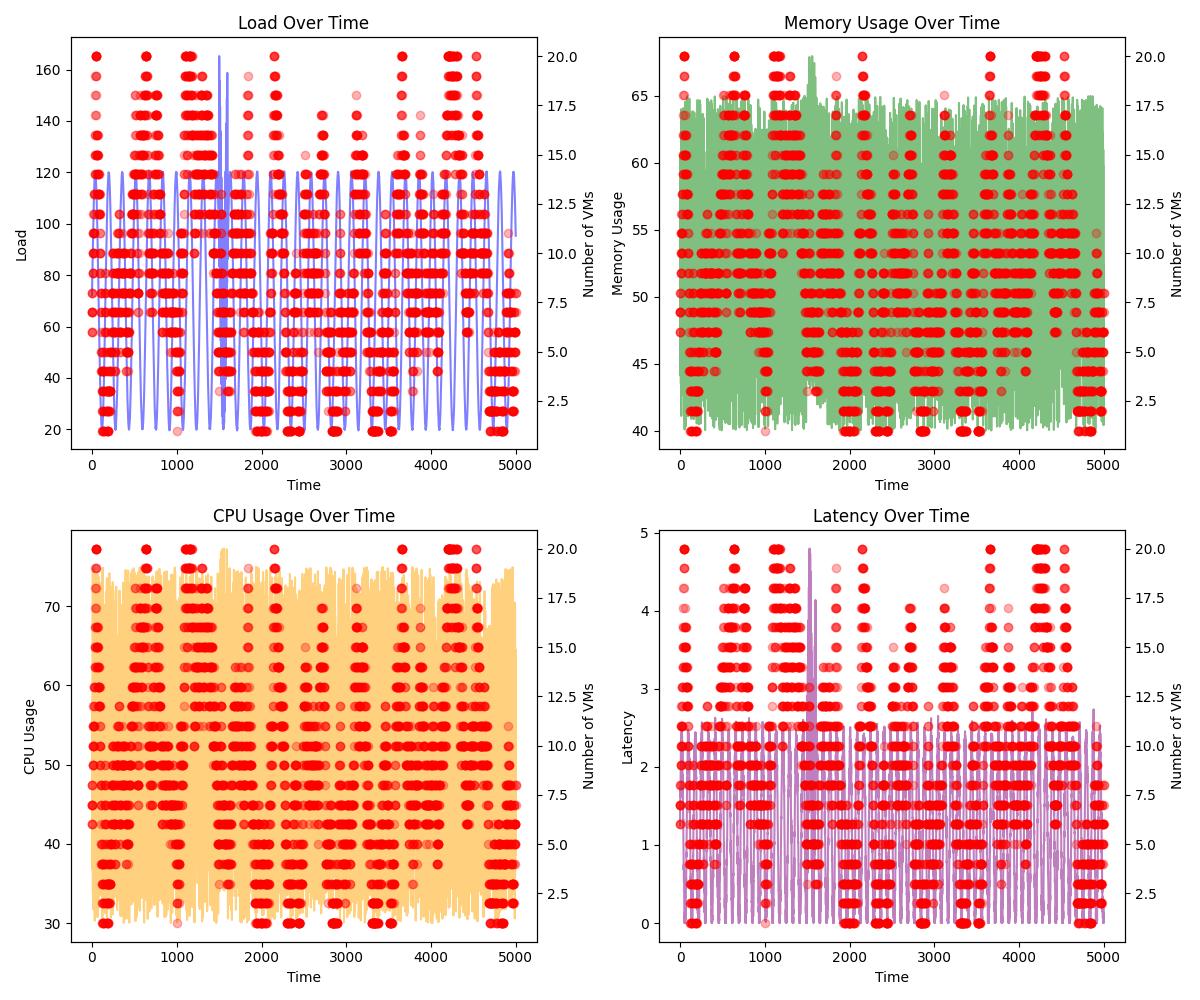 Load Over Time
160
140
120
100
80
60
40
20
Load
20.0
17.5
15.0
12.5
10.0
7.5
5.0
2.5
Number of VMs
0 1000 2000 3000 4000 5000
Time
Memory Usage Over Time
65
60
55
50
45
40
Memory Usage
20.0
17.5
15.0
12.5
10.0
7.5
5.0
2.5
Number of VMs
0 1000 2000 3000 4000 5000
Time
CPU Usage Over Time
70
60
50
40
30
CPU Usage
20.0
17.5
15.0
12.5
10.0
7.5
5.0
2.5
Number of VMs
0 1000 2000 3000 4000 5000
Time
Latency Over Time
5
4
3
2
1
0
Latency
20.0
17.5
15.0
12.5
10.0
7.5
5.0
2.5
Number of VMs
0 1000 2000 3000 4000 5000
Time